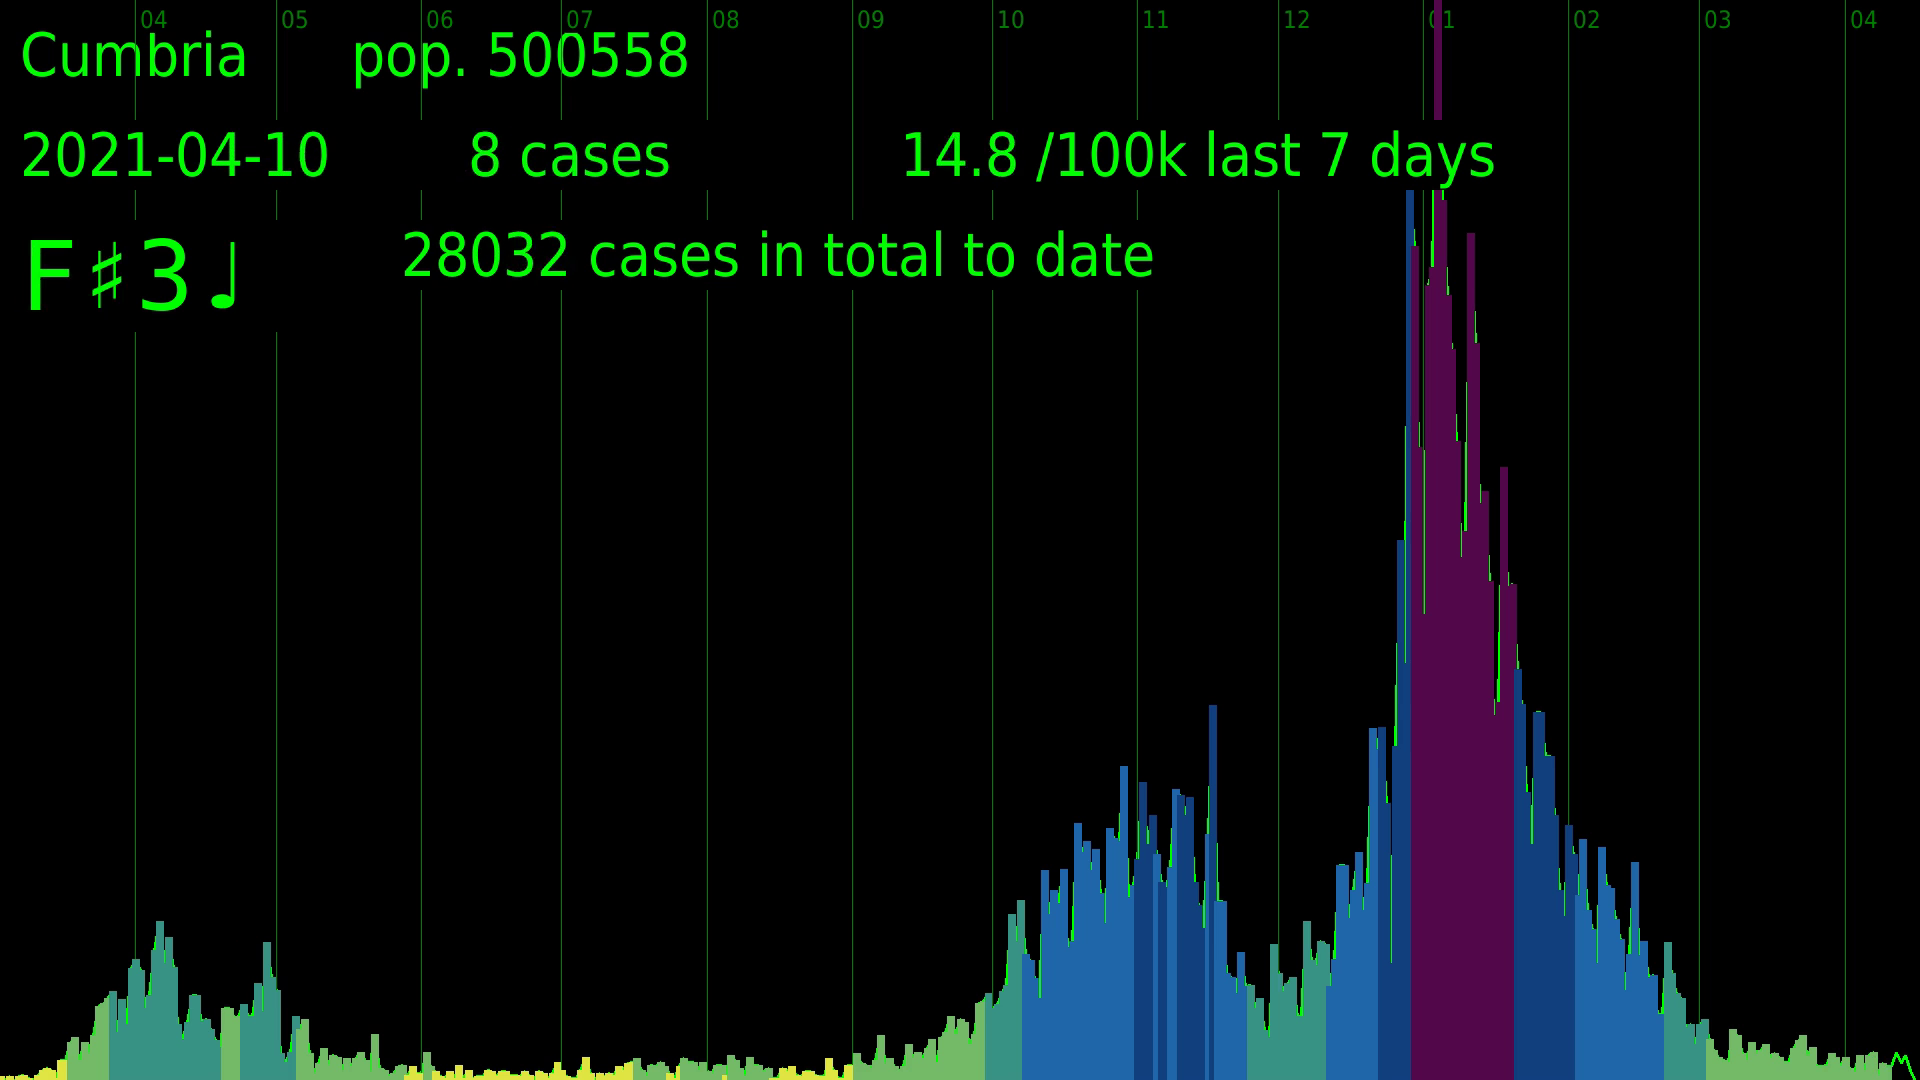 04 05 06 07 08 09 10 11 12 01 02 03 04
Cumbria pop. 500558
2021-04-10 8 cases 14.8 /100k last 7 days
F♯3♩ 28032 cases in total to date